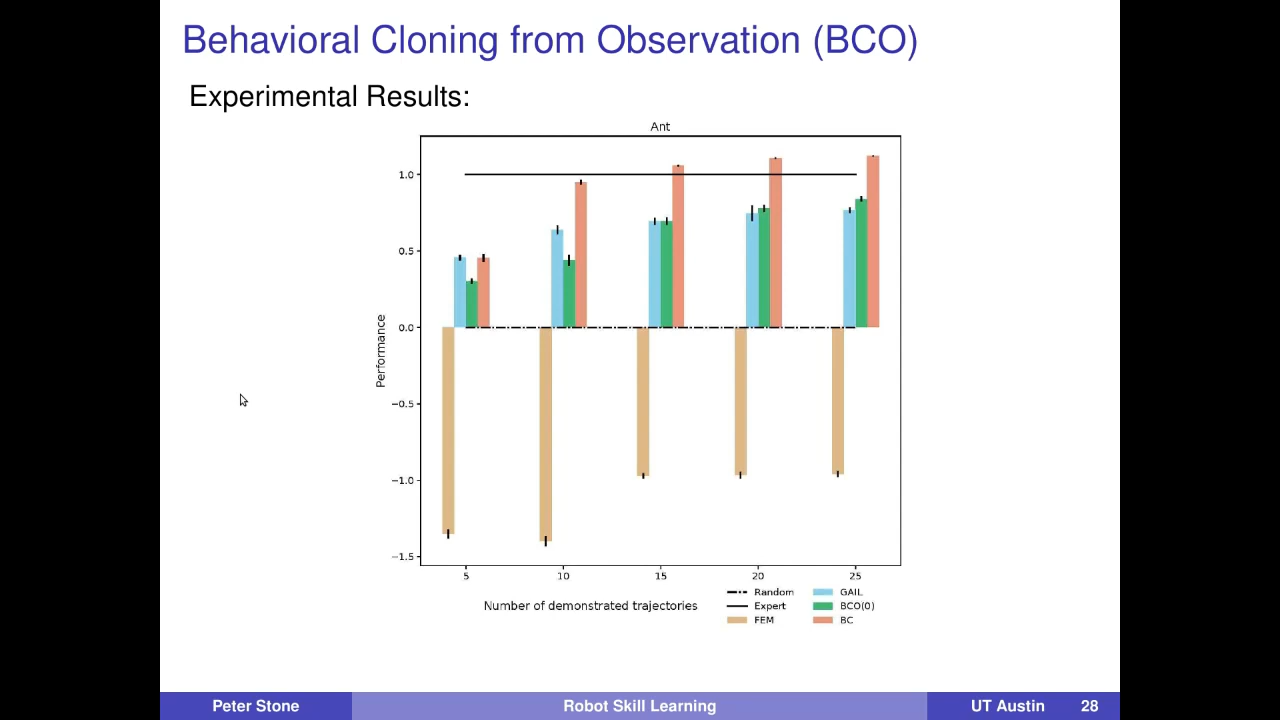 Behavioral Cloning from Observation (BCO)
Experimental Results:
Ant
1.0
0.5
0.0
−0.5
−1.0
−1.5
Performance
5 10 15 20 25
Number of demonstrated trajectories
Random
Expert
FEM
GAIL
BCO(0)
BC
Peter Stone Robot Skill Learning UT Austin 28